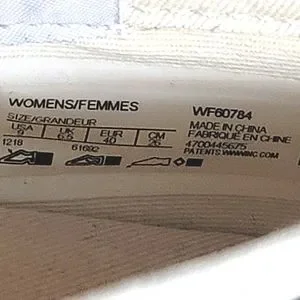 WOMENS/FEMMES
SIZE/GRANDEUR
USA UK EUR CM
9 6.5 40 26
1218 61692
WF60784
MADE IN CHINA
FABRIQUE EN CHINE
4700445675
PATENTS.WWWINC.COM